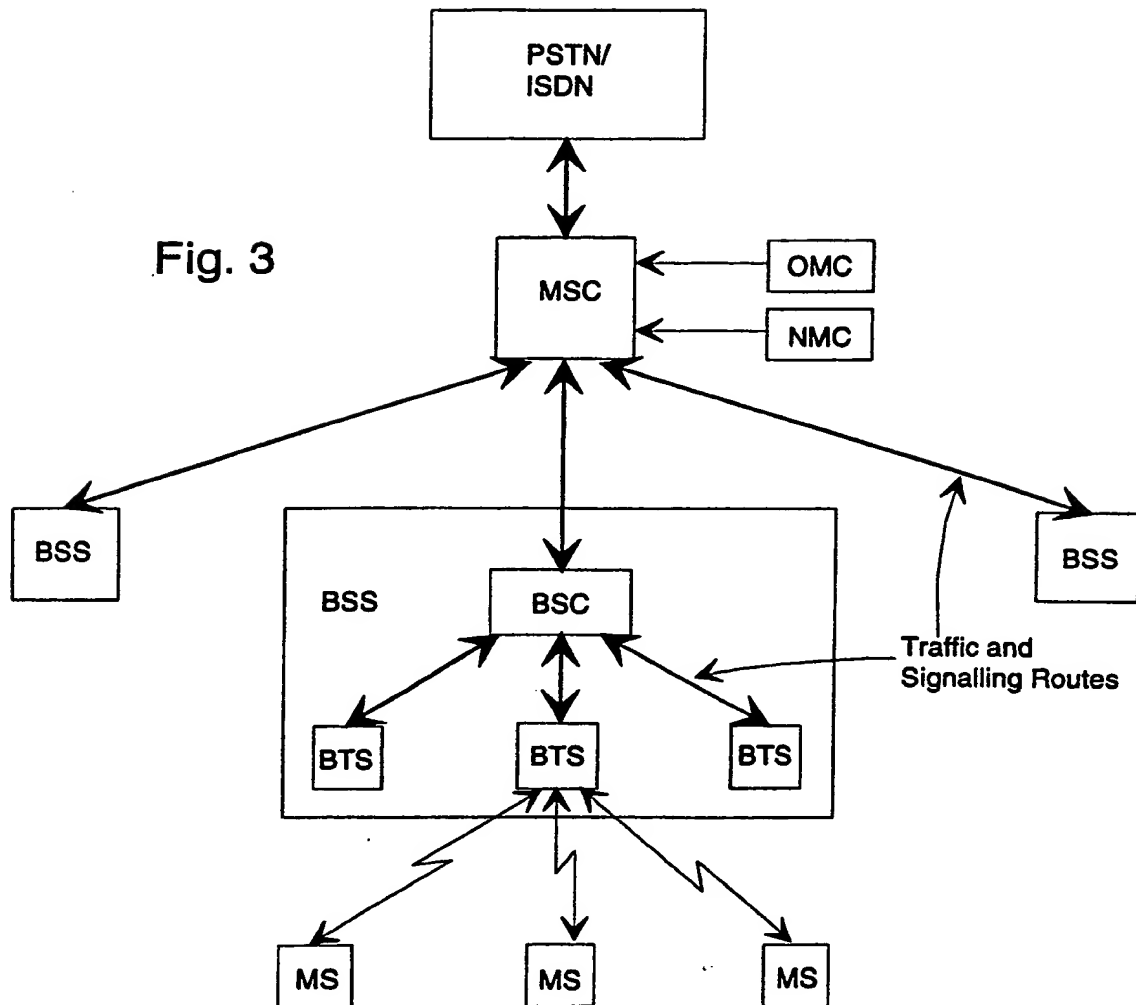 PSTN/
ISDN
Fig. 3
MSC
OMC
NMC
BSS
BSS
BSC
BSS
Traffic and
Signalling Routes
BTS
BTS
BTS
MS
MS
MS